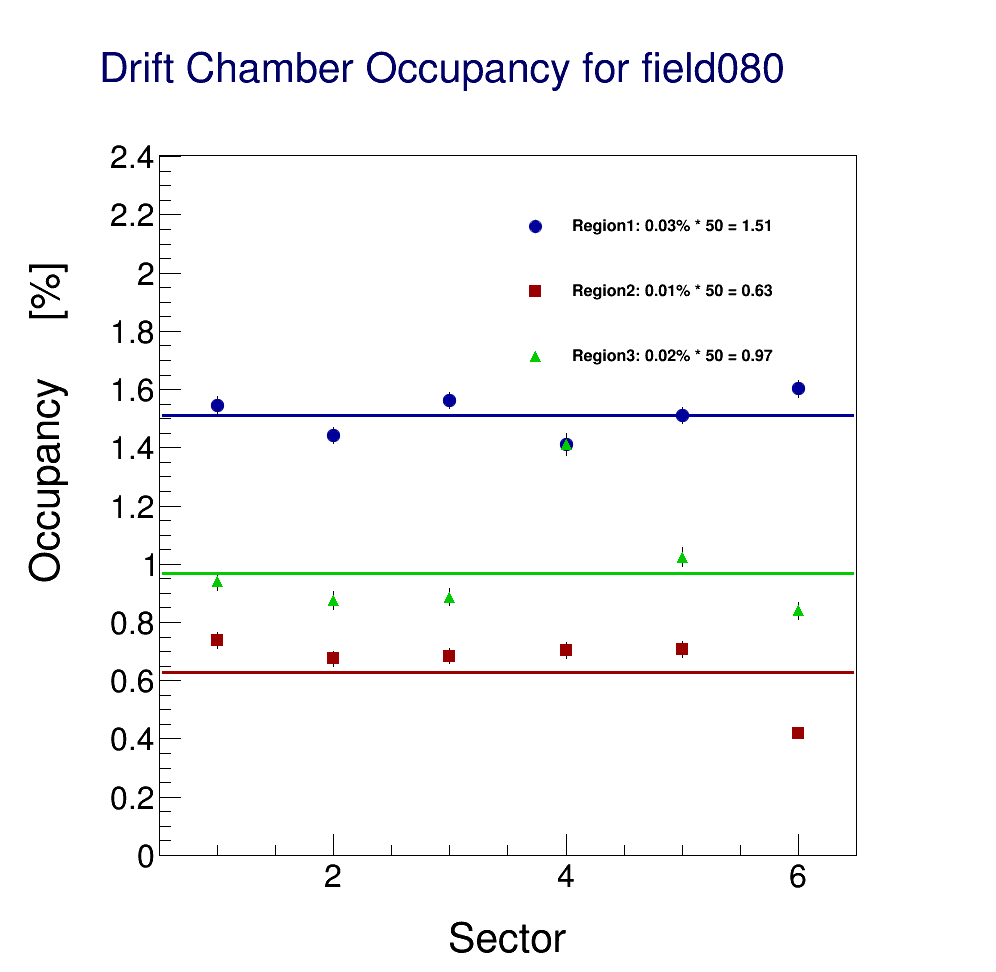 Drift Chamber Occupancy for field080
2.4
2.2
2
1.8
1.6
1.4
1.2
1
0.8
0.6
0.4
0.2
0
Occupancy [%]
Region1: 0.03% * 50 = 1.51
Region2: 0.01% * 50 = 0.63
Region3: 0.02% * 50 = 0.97
2 4 6
Sector